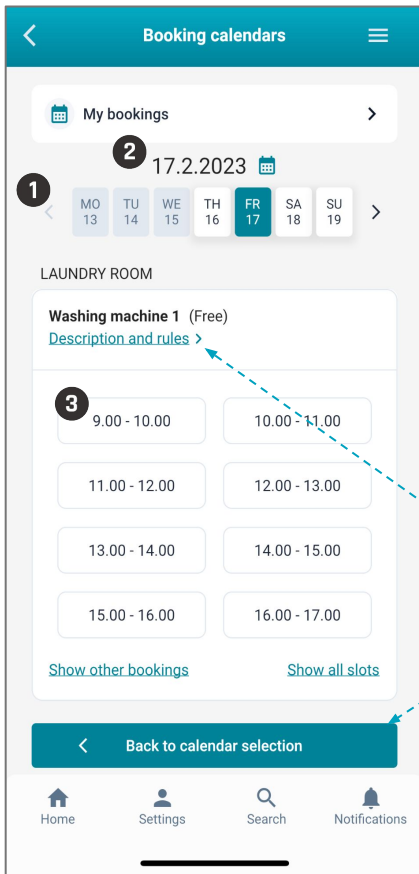 Booking calendars
My bookings
2
17.2.2023
1
MO TU WE TH FR SA SU
13 14 15 16 17 18 19
LAUNDRY ROOM
Washing machine 1 (Free)
Description and rules
3
9.00 - 10.00 10.00 - 11.00
11.00 - 12.00 12.00 - 13.00
13.00 - 14.00 14.00 - 15.00
15.00 - 16.00 16.00 - 17.00
Show other bookings Show all slots
Back to calendar selection
Home Settings Search Notifications